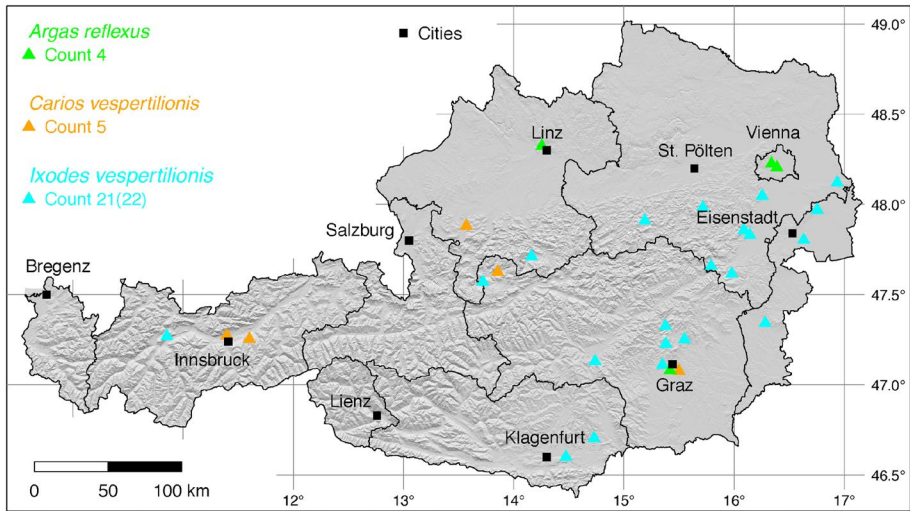 Argas reflexus
Count 4
Cities
49.0°
Carios vespertilionis
Count 5
48.5°
Linz
Vienna
St. Pölten
Ixodes vespertilionis
Count 21(22)
48.0°
Eisenstadt
Salzburg
Bregenz
47.5°
Innsbruck
Graz
47.0°
Lienz
Klagenfurt
46.5°
0 50 100 km
12° 13° 14° 15° 16° 17°